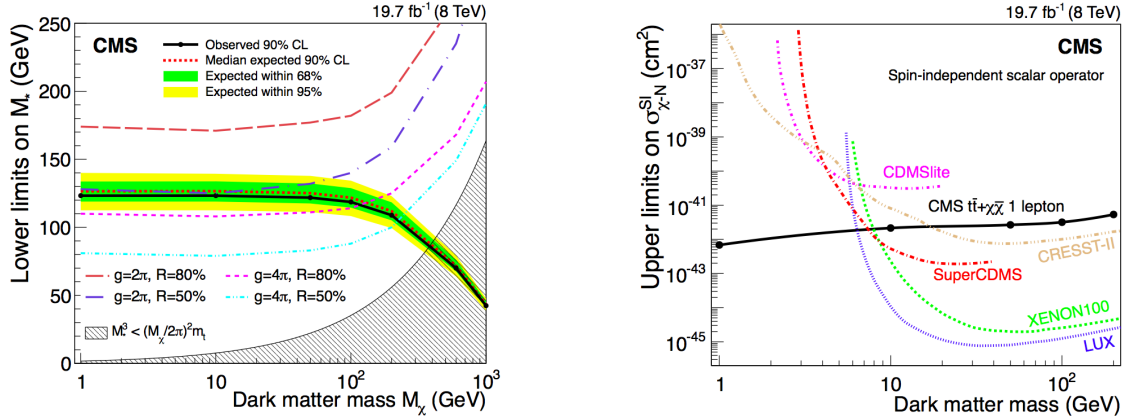 19.7 fb⁻¹ (8 TeV)
Lower limits on M* (GeV)
250
200
150
100
50
0
CMS
Observed 90% CL
Median expected 90% CL
Expected within 68%
Expected within 95%
g=2π, R=80%
g=4π, R=80%
g=2π, R=50%
g=4π, R=50%
M*³ < (Mχ/2π)² mt
1
10
10²
10³
Dark matter mass Mχ (GeV)
19.7 fb⁻¹ (8 TeV)
Upper limits on σ^SI χ-N (cm²)
10⁻³⁷
10⁻³⁹
10⁻⁴¹
10⁻⁴³
10⁻⁴⁵
CMS
Spin-independent scalar operator
CDMSlite
CMS tt̄+χχ̄ 1 lepton
CRESST-II
SuperCDMS
XENON100
LUX
1
10
10²
Dark matter mass (GeV)